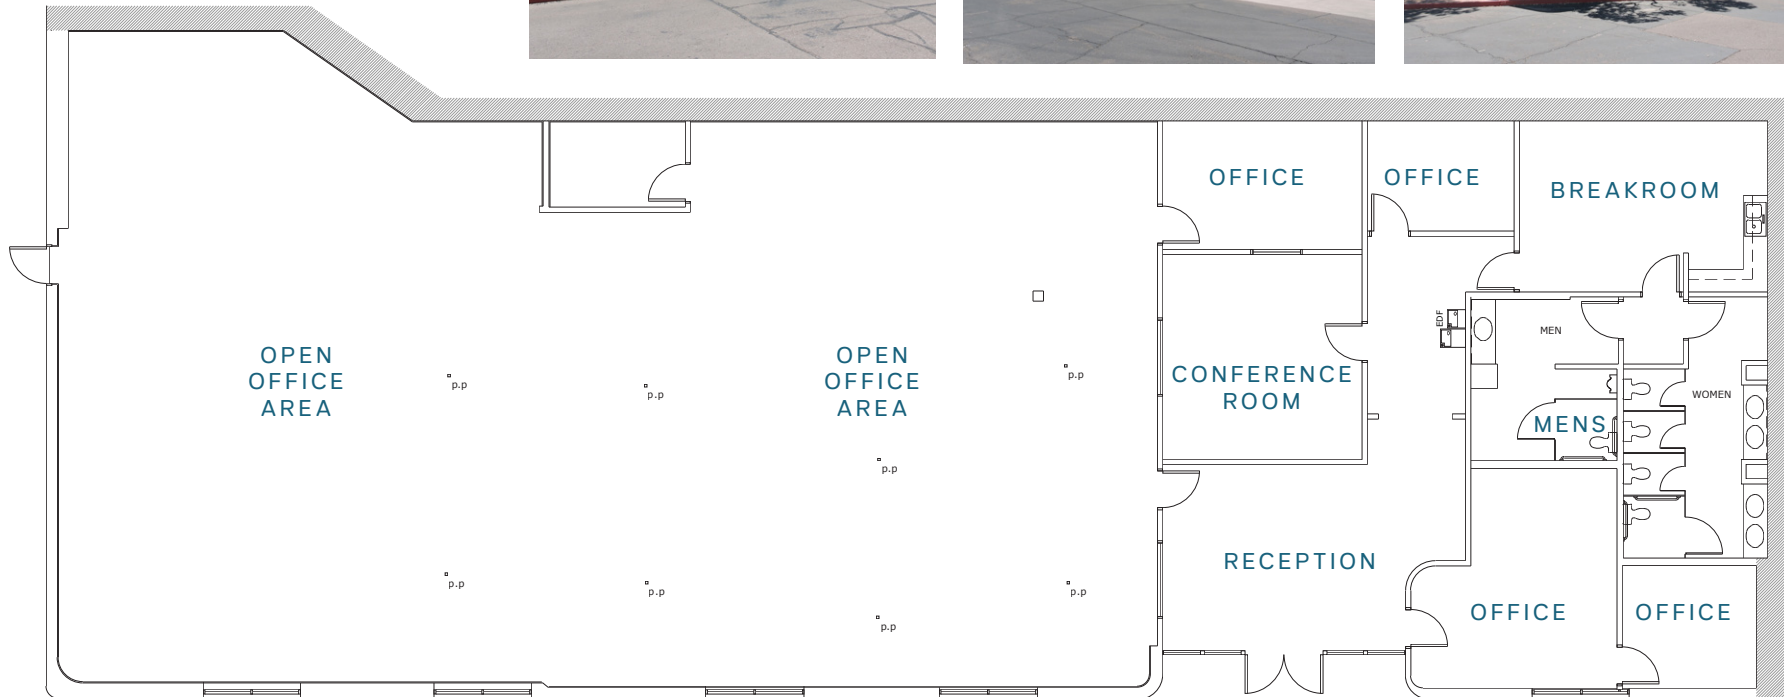 OFFICE
OFFICE
BREAKROOM
EDF
MEN
OPEN
OFFICE
AREA
OPEN
OFFICE
AREA
p.p
p.p
p.p
CONFERENCE
ROOM
WOMEN
MENS
p.p
RECEPTION
p.p
p.p
p.p
p.p
OFFICE
OFFICE